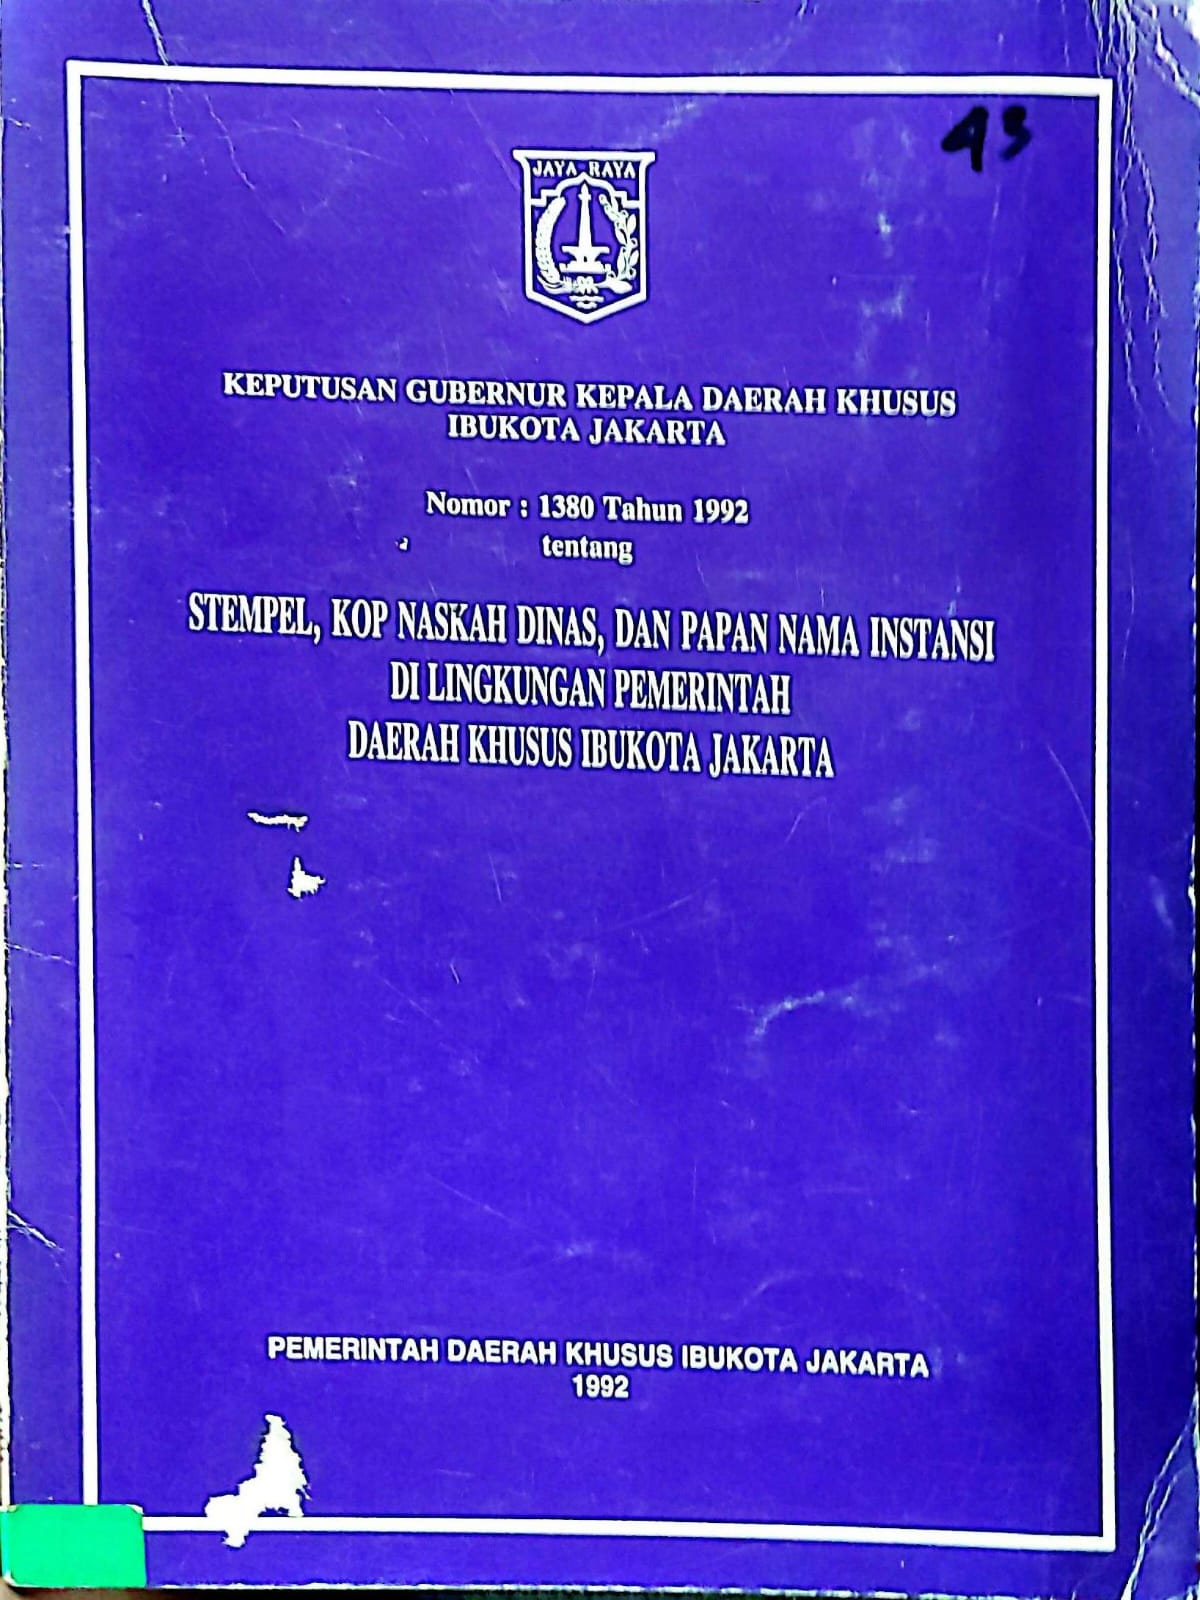 43
JAYA RAYA
KEPUTUSAN GUBERNUR KEPALA DAERAH KHUSUS
IBUKOTA JAKARTA
Nomor : 1380 Tahun 1992
tentang
STEMPEL, KOP NASKAH DINAS, DAN PAPAN NAMA INSTANSI
DI LINGKUNGAN PEMERINTAH
DAERAH KHUSUS IBUKOTA JAKARTA
PEMERINTAH DAERAH KHUSUS IBUKOTA JAKARTA
1992